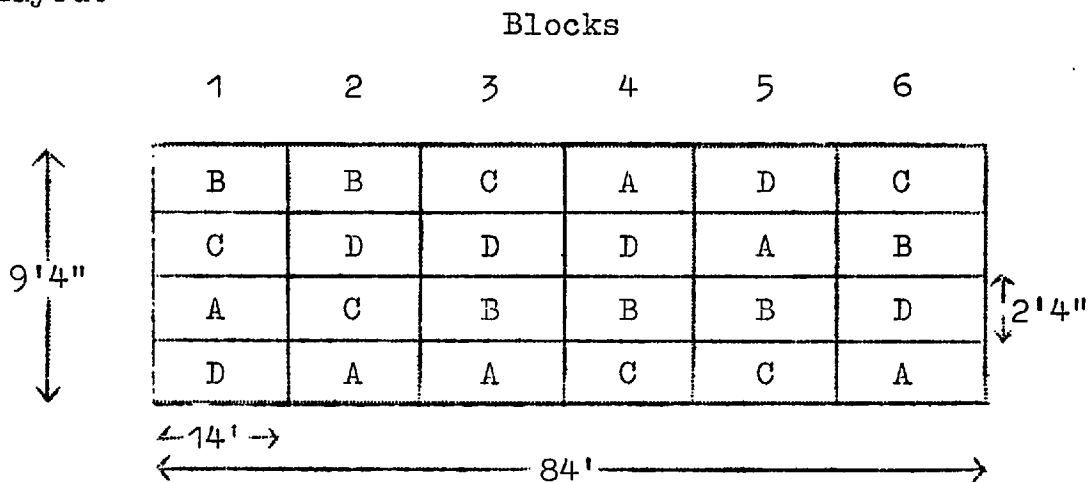 Blocks
1 2 3 4 5 6
B B C A D C
C D D D A B
9'4"
A C B B B D
2'4"
D A A C C A
14'
84'